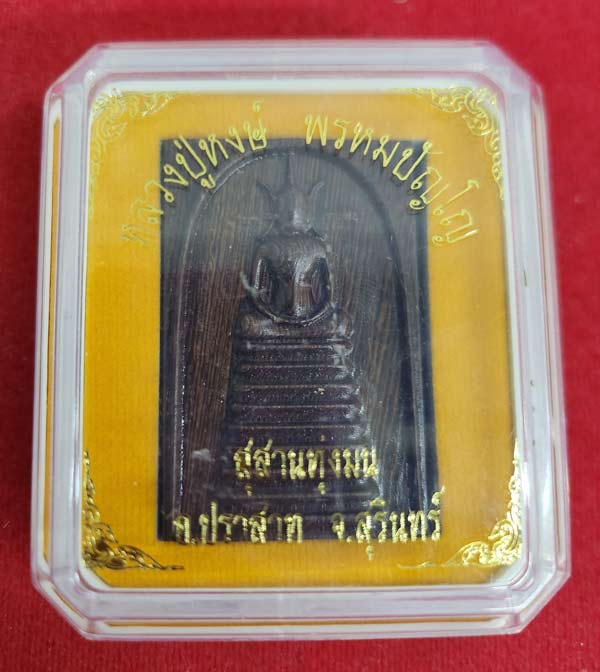 หลวงปู่หงษ์ พรหมปัญโญ
สุสานทุ่งมน
อ.ปราสาท จ.สุรินทร์